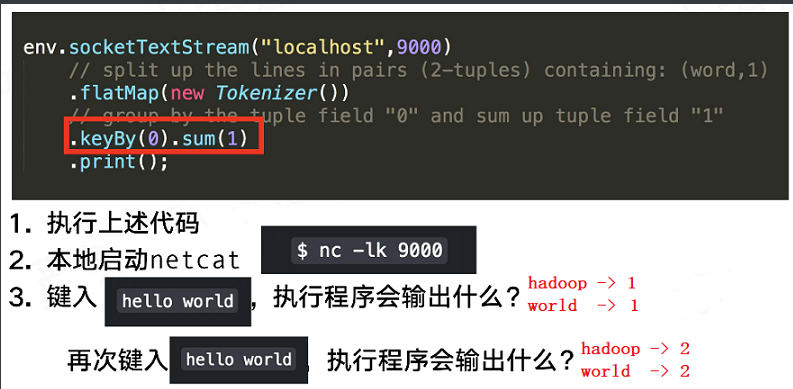 env.socketTextStream("localhost",9000)
// split up the lines in pairs (2-tuples) containing: (word,1)
.flatMap(new Tokenizer())
// group by the tuple field "0" and sum up tuple field "1"
.keyBy(0).sum(1)
.print();
1. 执行上述代码
2. 本地启动netcat $ nc -lk 9000
3. 键入 hello world ，执行程序会输出什么？ hadoop -> 1
world -> 1
再次键入 hello world ，执行程序会输出什么？ hadoop -> 2
world -> 2